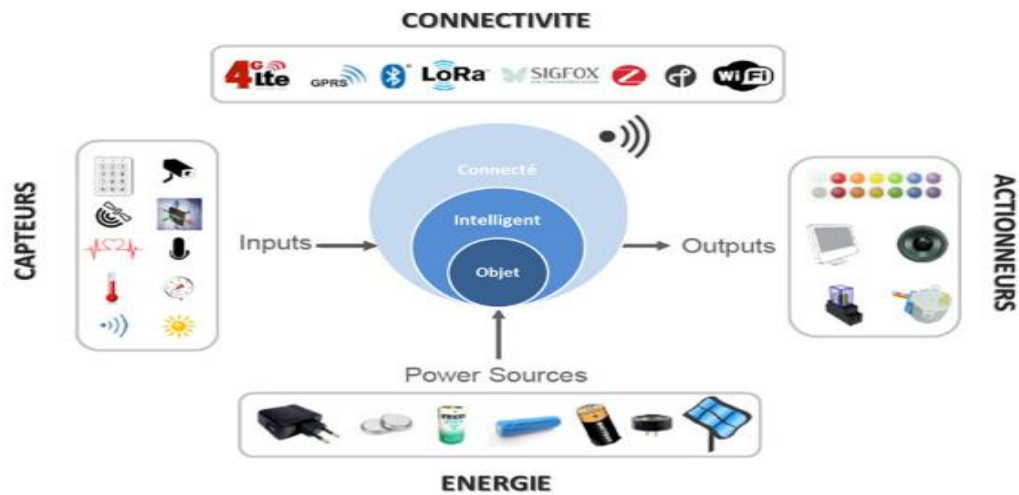 CONNECTIVITE
4G lte GPRS LoRa SIGFOX WiFi
CAPTEURS
Inputs
Connecté
Intelligent
Objet
Outputs
ACTIONNEURS
Power Sources
ENERGIE